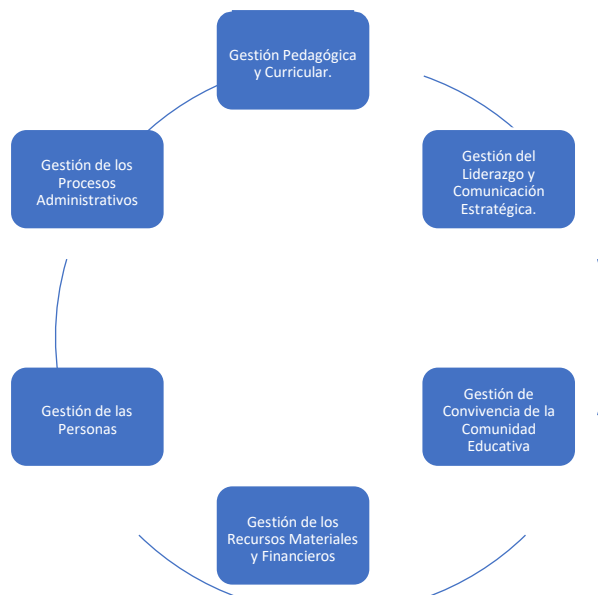 Gestión Pedagógica
y Curricular.
Gestión del
Liderazgo y
Comunicación
Estratégica.
Gestión de
Convivencia de la
Comunidad
Educativa
Gestión de los
Recursos Materiales
y Financieros
Gestión de las
Personas
Gestión de los
Procesos
Administrativos